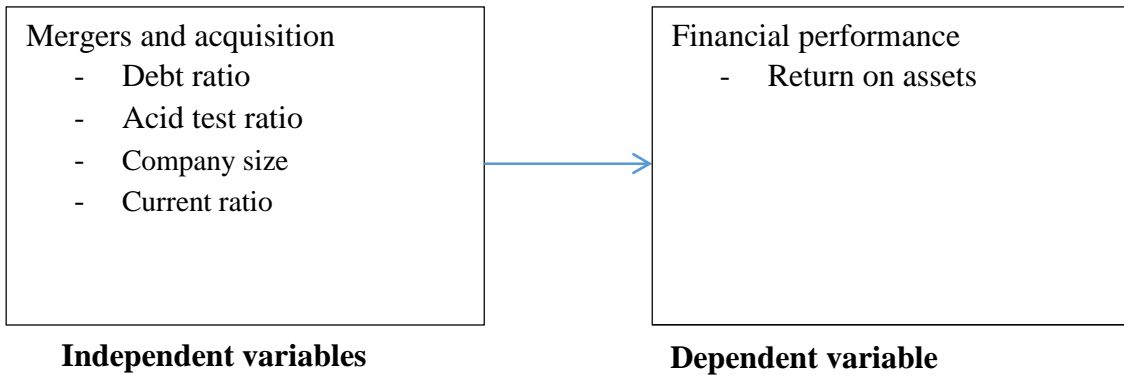 Mergers and acquisition
- Debt ratio
- Acid test ratio
- Company size
- Current ratio
Independent variables
Financial performance
- Return on assets
Dependent variable